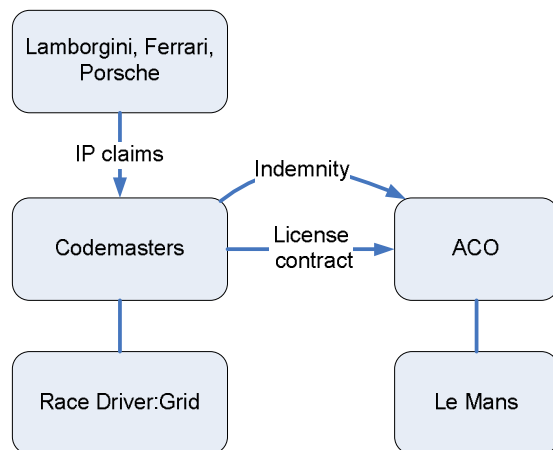 Lamborgini, Ferrari,
Porsche
IP claims
Indemnity
Codemasters
License
contract
ACO
Race Driver:Grid
Le Mans